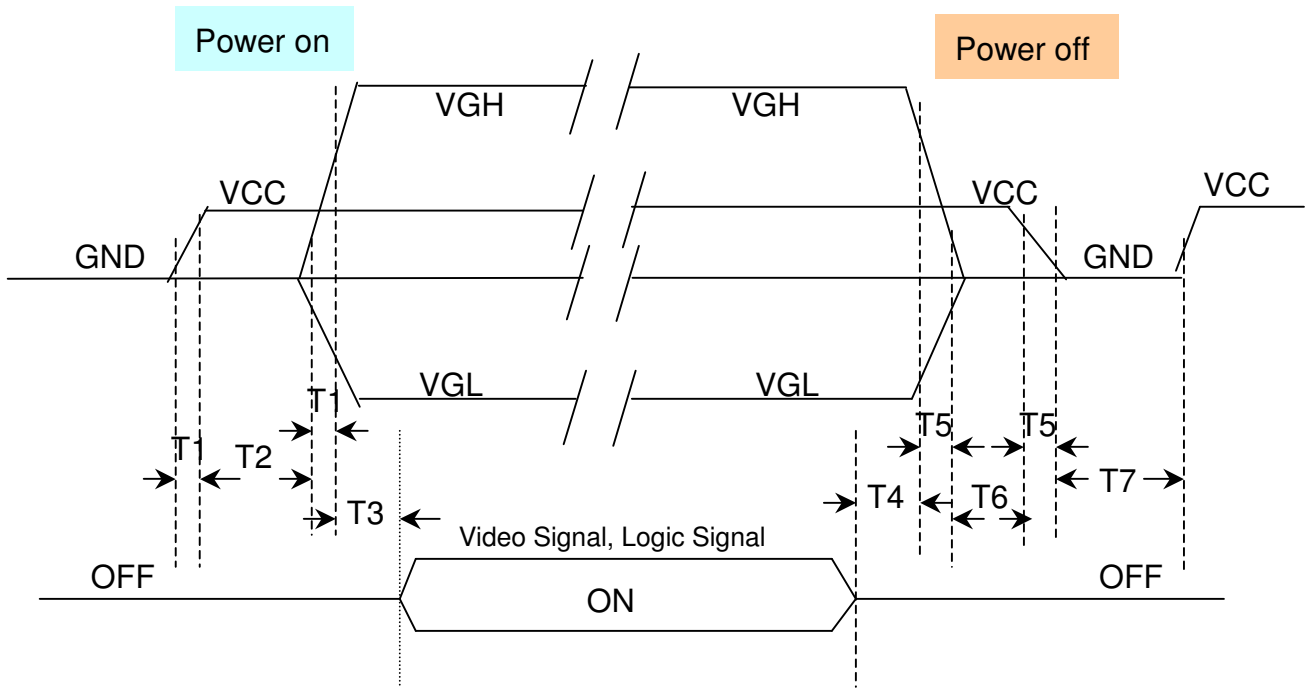 Power on
Power off
VGH
VGH
VCC
VCC
VCC
GND
GND
VGL
VGL
T1
T1
T2
T5
T5
T7
T3
T4
T6
Video Signal, Logic Signal
OFF
ON
OFF